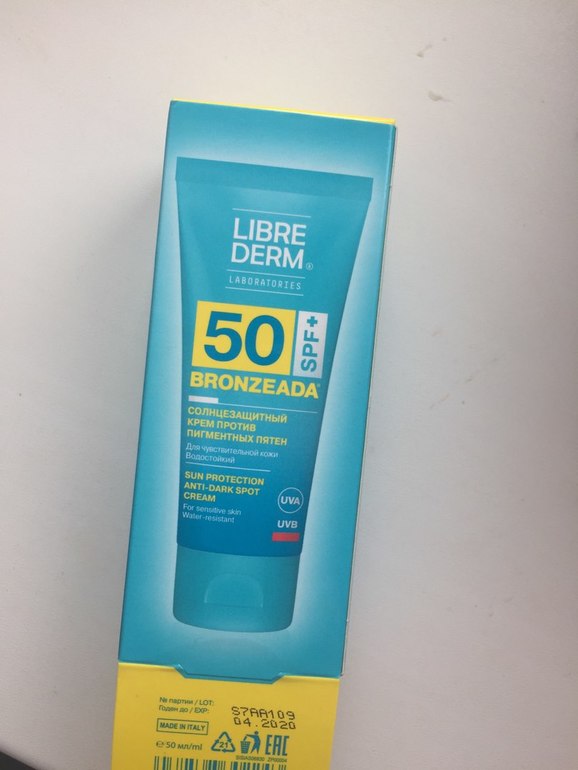 LIBRE
DERM®
LABORATORIES
50 SPF+
BRONZEADA®
СОЛНЦЕЗАЩИТНЫЙ
КРЕМ ПРОТИВ
ПИГМЕНТНЫХ ПЯТЕН
Для чувствительной кожи
Водостойкий
SUN PROTECTION
ANTI-DARK SPOT
CREAM
For sensitive skin
Water-resistant
UVA
UVB
№ партии / LOT: S7AA109
Годен до / EXP: 04.2020
MADE IN ITALY
℮ 50 мл/ml 21 EAC